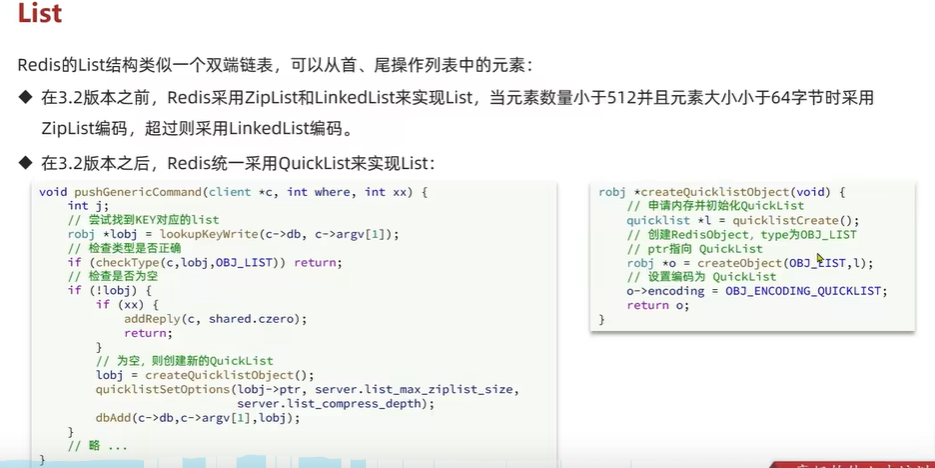 List
Redis的List结构类似一个双端链表，可以从首、尾操作列表中的元素：
◆ 在3.2版本之前，Redis采用ZipList和LinkedList来实现List，当元素数量小于512并且元素大小小于64字节时采用
ZipList编码，超过则采用LinkedList编码。
◆ 在3.2版本之后，Redis统一采用QuickList来实现List：
void pushGenericCommand(client *c, int where, int xx) {
    int j;
    // 尝试找到KEY对应的list
    robj *lobj = lookupKeyWrite(c->db, c->argv[1]);
    // 检查类型是否正确
    if (checkType(c,lobj,OBJ_LIST)) return;
    // 检查是否为空
    if (!lobj) {
        if (xx) {
            addReply(c, shared.czero);
            return;
        }
        // 为空，则创建新的QuickList
        lobj = createQuicklistObject();
        quicklistSetOptions(lobj->ptr, server.list_max_ziplist_size,
                            server.list_compress_depth);
        dbAdd(c->db,c->argv[1],lobj);
    }
    // 略 ...
}
robj *createQuicklistObject(void) {
    // 申请内存并初始化QuickList
    quicklist *l = quicklistCreate();
    // 创建RedisObject，type为OBJ_LIST
    // ptr指向 QuickList
    robj *o = createObject(OBJ_LIST,l);
    // 设置编码为 QuickList
    o->encoding = OBJ_ENCODING_QUICKLIST;
    return o;
}